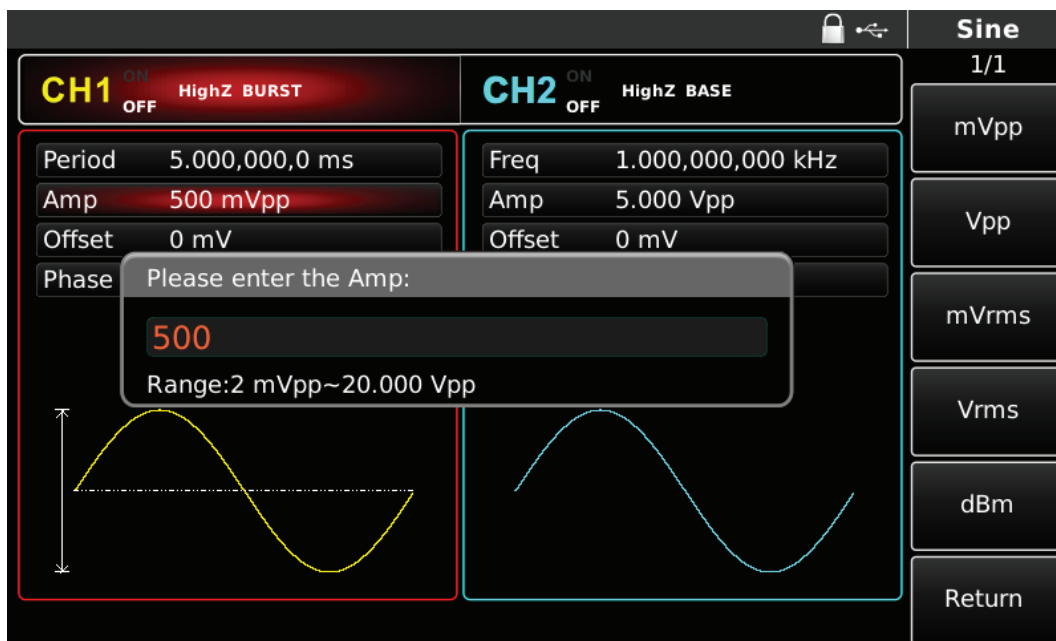 Sine
1/1
CH1 ON OFF HighZ BURST
CH2 ON OFF HighZ BASE
Period 5.000,000,0 ms
Amp 500 mVpp
Offset 0 mV
Phase
Freq 1.000,000,000 kHz
Amp 5.000 Vpp
Offset 0 mV
Please enter the Amp:
500
Range:2 mVpp~20.000 Vpp
mVpp
Vpp
mVrms
Vrms
dBm
Return